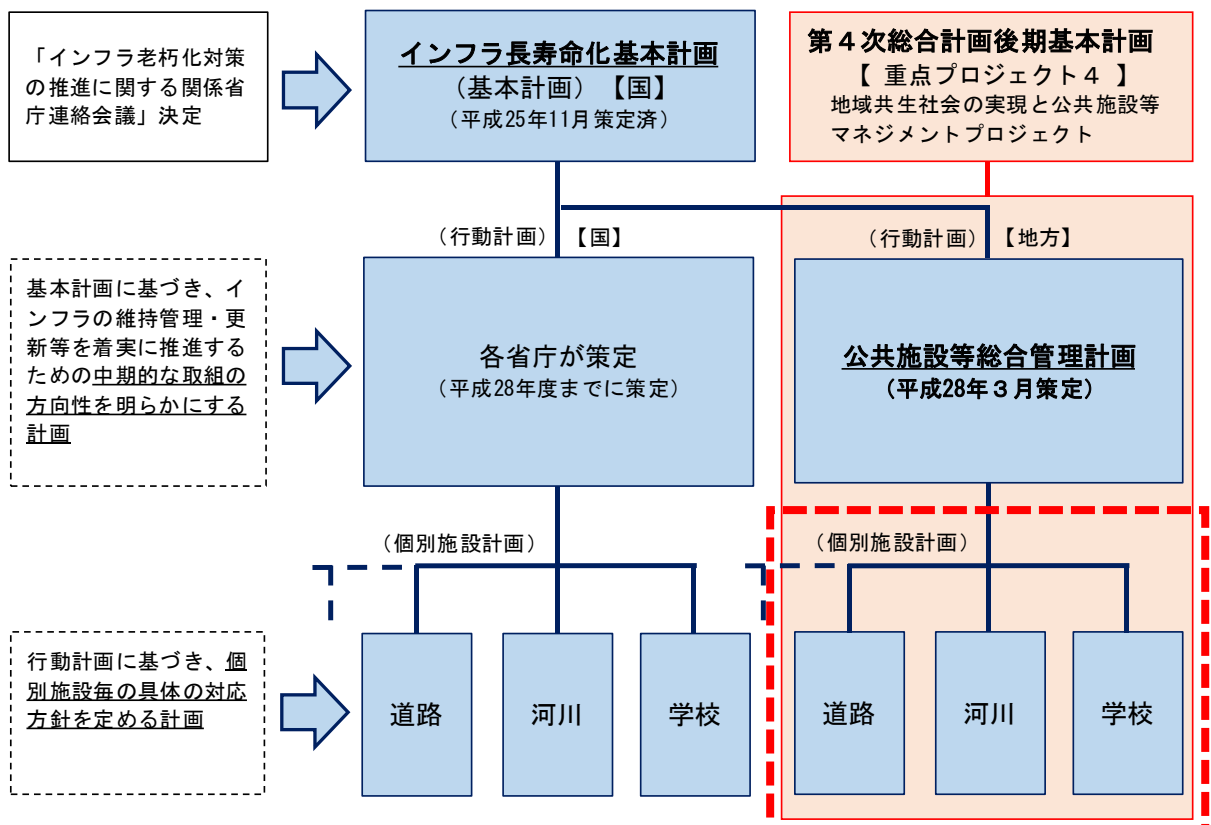 「インフラ老朽化対策
の推進に関する関係省
庁連絡会議」決定
インフラ長寿命化基本計画
(基本計画)【国】
(平成25年11月策定済)
第４次総合計画後期基本計画
【 重点プロジェクト４ 】
地域共生社会の実現と公共施設等
マネジメントプロジェクト
(行動計画)【国】
(行動計画)【地方】
基本計画に基づき、イ
ンフラの維持管理・更
新等を着実に推進する
ための中期的な取組の
方向性を明らかにする
計画
各省庁が策定
(平成28年度までに策定)
公共施設等総合管理計画
(平成28年３月策定)
(個別施設計画)
(個別施設計画)
行動計画に基づき、個
別施設毎の具体の対応
方針を定める計画
道路
河川
学校
道路
河川
学校